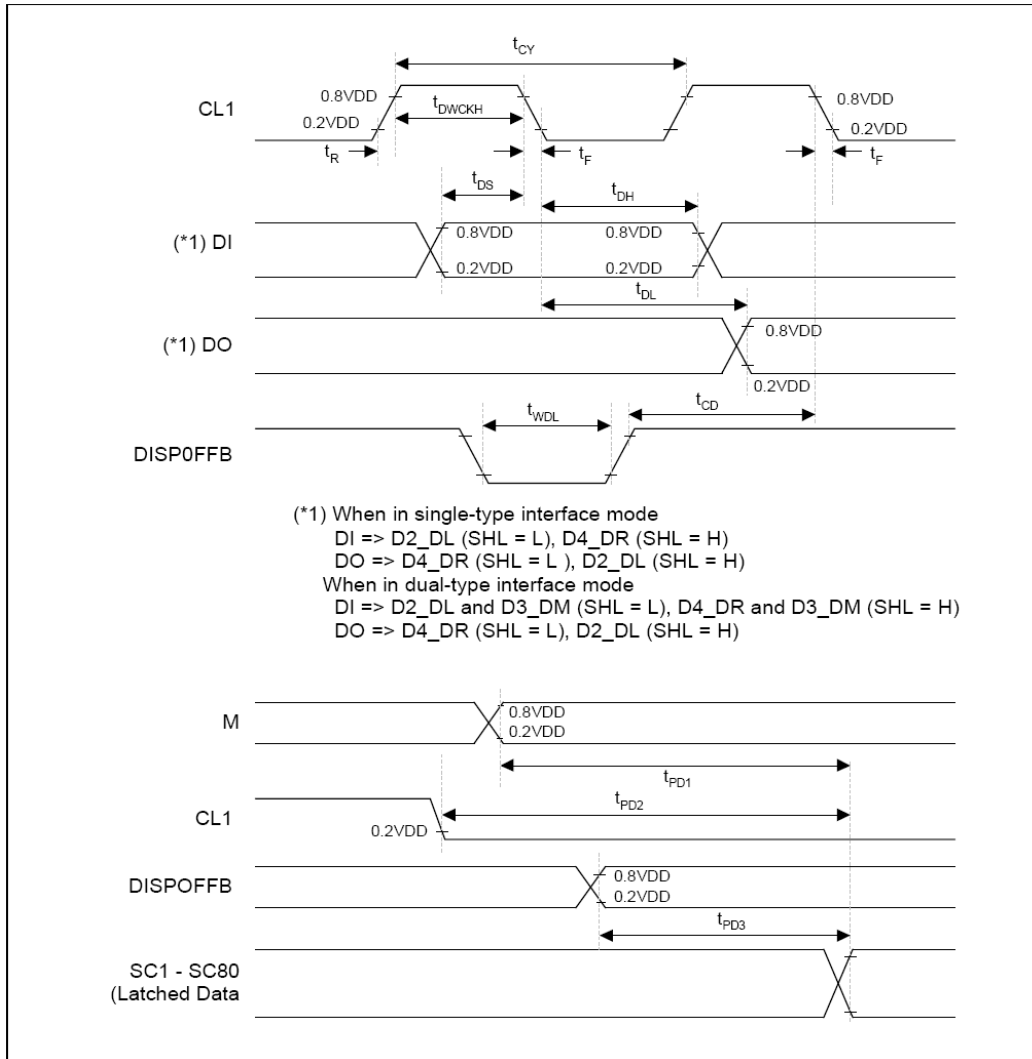 tCY
CL1
0.8VDD
tDWCKH
0.8VDD
0.2VDD
0.2VDD
tR
tF
tF
tDS
tDH
(*1) DI
0.8VDD
0.8VDD
0.2VDD
0.2VDD
tDL
(*1) DO
0.8VDD
0.2VDD
tWDL
tCD
DISP0FFB
(*1) When in single-type interface mode
DI => D2_DL (SHL = L), D4_DR (SHL = H)
DO => D4_DR (SHL = L ), D2_DL (SHL = H)
When in dual-type interface mode
DI => D2_DL and D3_DM (SHL = L), D4_DR and D3_DM (SHL = H)
DO => D4_DR (SHL = L), D2_DL (SHL = H)
M
0.8VDD
0.2VDD
tPD1
CL1
tPD2
0.2VDD
DISPOFFB
0.8VDD
0.2VDD
tPD3
SC1 - SC80
(Latched Data